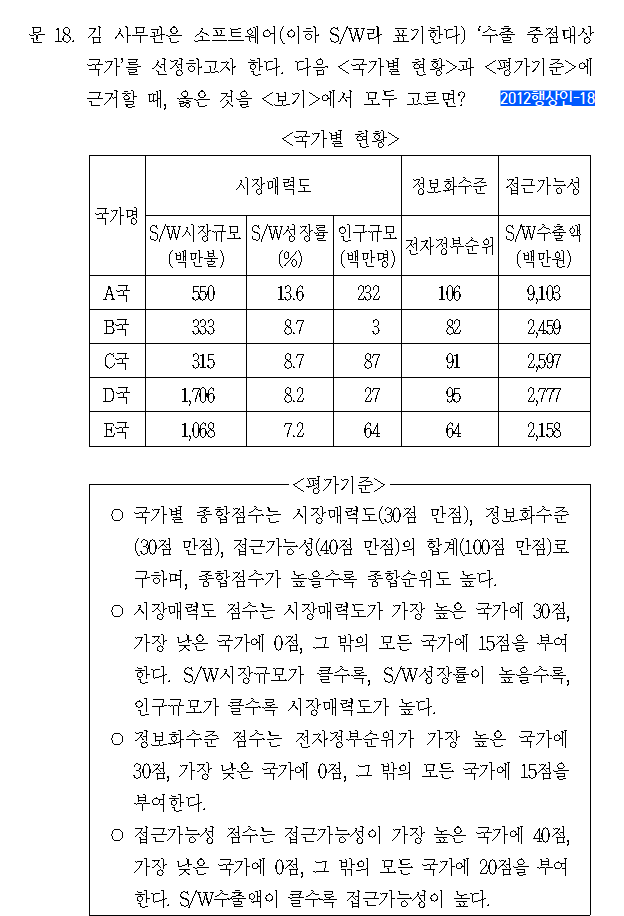 문 18. 김 사무관은 소프트웨어(이하 S/W라 표기한다) ‘수출 중점대상
국가’를 선정하고자 한다. 다음 <국가별 현황>과 <평가기준>에
근거할 때, 옳은 것을 <보기>에서 모두 고르면? 2012행상인-18
<국가별 현황>
국가명 시장매력도 정보화수준 접근가능성
S/W시장규모 (백만불) S/W성장률 (%) 인구규모 (백만명) 전자정부순위 S/W수출액 (백만원)
A국 550 13.6 232 106 9,103
B국 333 8.7 3 82 2,459
C국 315 8.7 87 91 2,597
D국 1,706 8.2 27 95 2,777
E국 1,068 7.2 64 64 2,158
<평가기준>
○ 국가별 종합점수는 시장매력도(30점 만점), 정보화수준
(30점 만점), 접근가능성(40점 만점)의 합계(100점 만점)로
구하며, 종합점수가 높을수록 종합순위도 높다.
○ 시장매력도 점수는 시장매력도가 가장 높은 국가에 30점,
가장 낮은 국가에 0점, 그 밖의 모든 국가에 15점을 부여
한다. S/W시장규모가 클수록, S/W성장률이 높을수록,
인구규모가 클수록 시장매력도가 높다.
○ 정보화수준 점수는 전자정부순위가 가장 높은 국가에
30점, 가장 낮은 국가에 0점, 그 밖의 모든 국가에 15점을
부여한다.
○ 접근가능성 점수는 접근가능성이 가장 높은 국가에 40점,
가장 낮은 국가에 0점, 그 밖의 모든 국가에 20점을 부여
한다. S/W수출액이 클수록 접근가능성이 높다.